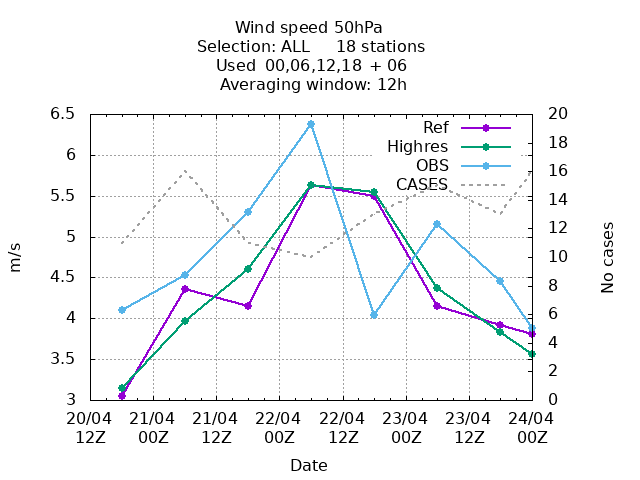 Wind speed 50hPa
Selection: ALL 18 stations
Used 00,06,12,18 + 06
Averaging window: 12h
6.5
6
5.5
5
4.5
4
3.5
3
m/s
Ref
Highres
OBS
CASES
20
18
16
14
12
10
8
6
4
2
0
No cases
20/04 21/04 21/04 22/04 22/04 23/04 23/04 24/04
12Z 00Z 12Z 00Z 12Z 00Z 12Z 00Z
Date